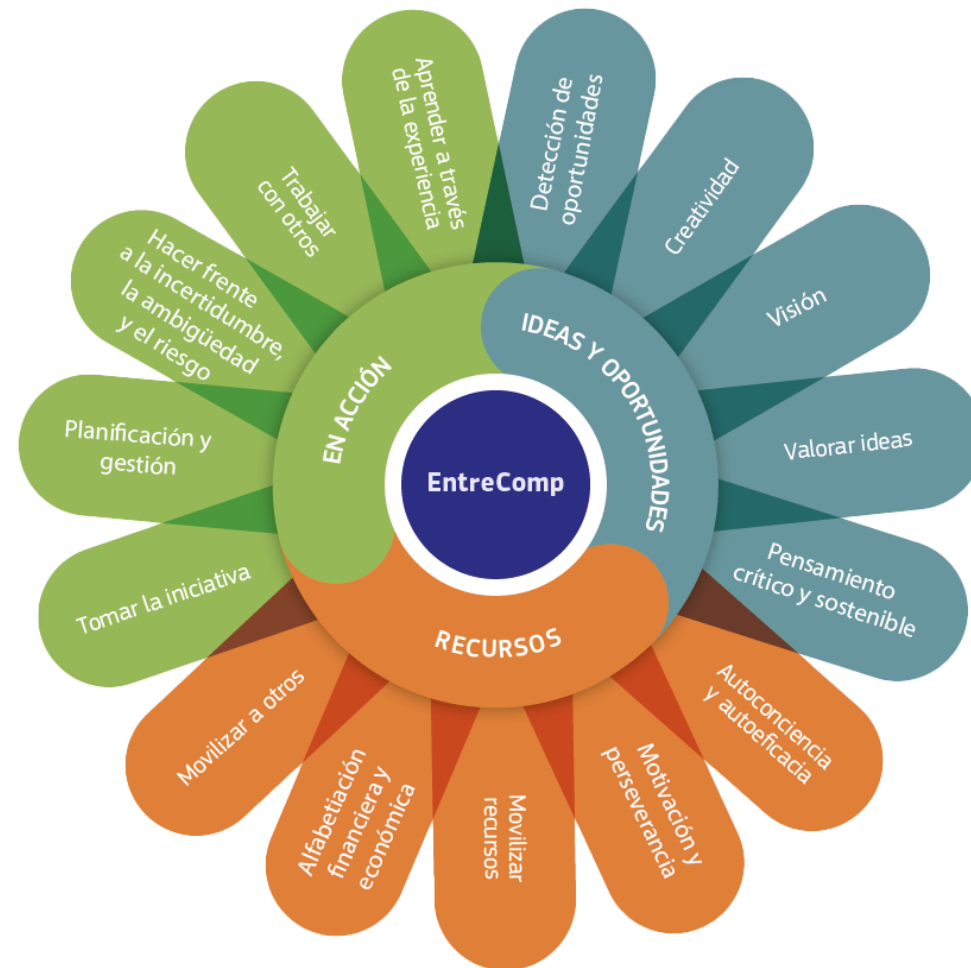 EntreComp
IDEAS Y OPORTUNIDADES
Detección de
oportunidades
Creatividad
Visión
Valorar ideas
Pensamiento
crítico y sostenible
RECURSOS
Autoconciencia
y autoeficacia
Motivación y
perseverancia
Movilizar
recursos
Alfabetiación
financiera y
económica
Movilizar a otros
EN ACCIÓN
Tomar la iniciativa
Planificación y
gestión
Hacer frente
a la incertidumbre,
la ambigüedad
y el riesgo
Trabajar
con otros
Aprender a través
de la experiencia